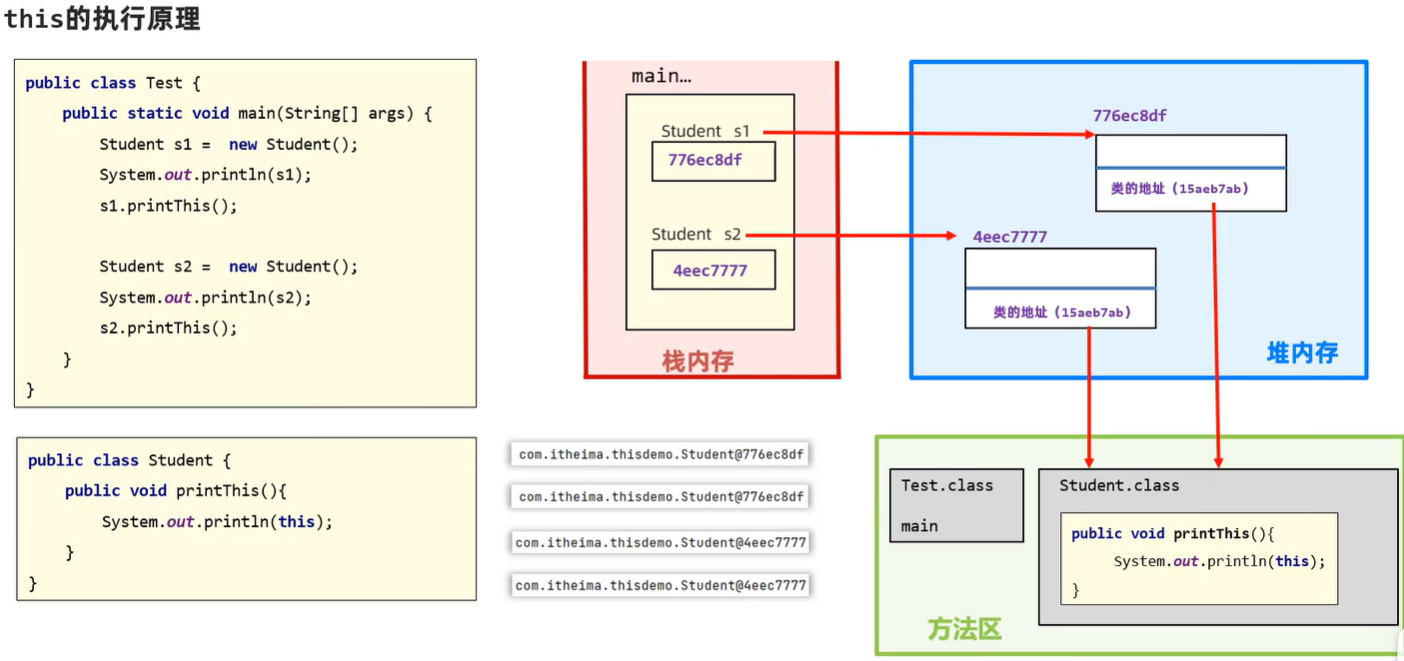 this的执行原理
public class Test {
public static void main(String[] args) {
Student s1 =  new Student();
System.out.println(s1);
s1.printThis();
Student s2 =  new Student();
System.out.println(s2);
s2.printThis();
}
}
public class Student {
public void printThis(){
System.out.println(this);
}
}
main…
Student s1
776ec8df
Student s2
4eec7777
栈内存
776ec8df
类的地址（15aeb7ab）
4eec7777
类的地址（15aeb7ab）
堆内存
com.itheima.thisdemo.Student@776ec8df
com.itheima.thisdemo.Student@776ec8df
com.itheima.thisdemo.Student@4eec7777
com.itheima.thisdemo.Student@4eec7777
Test.class
main
Student.class
public void printThis(){
System.out.println(this);
}
方法区